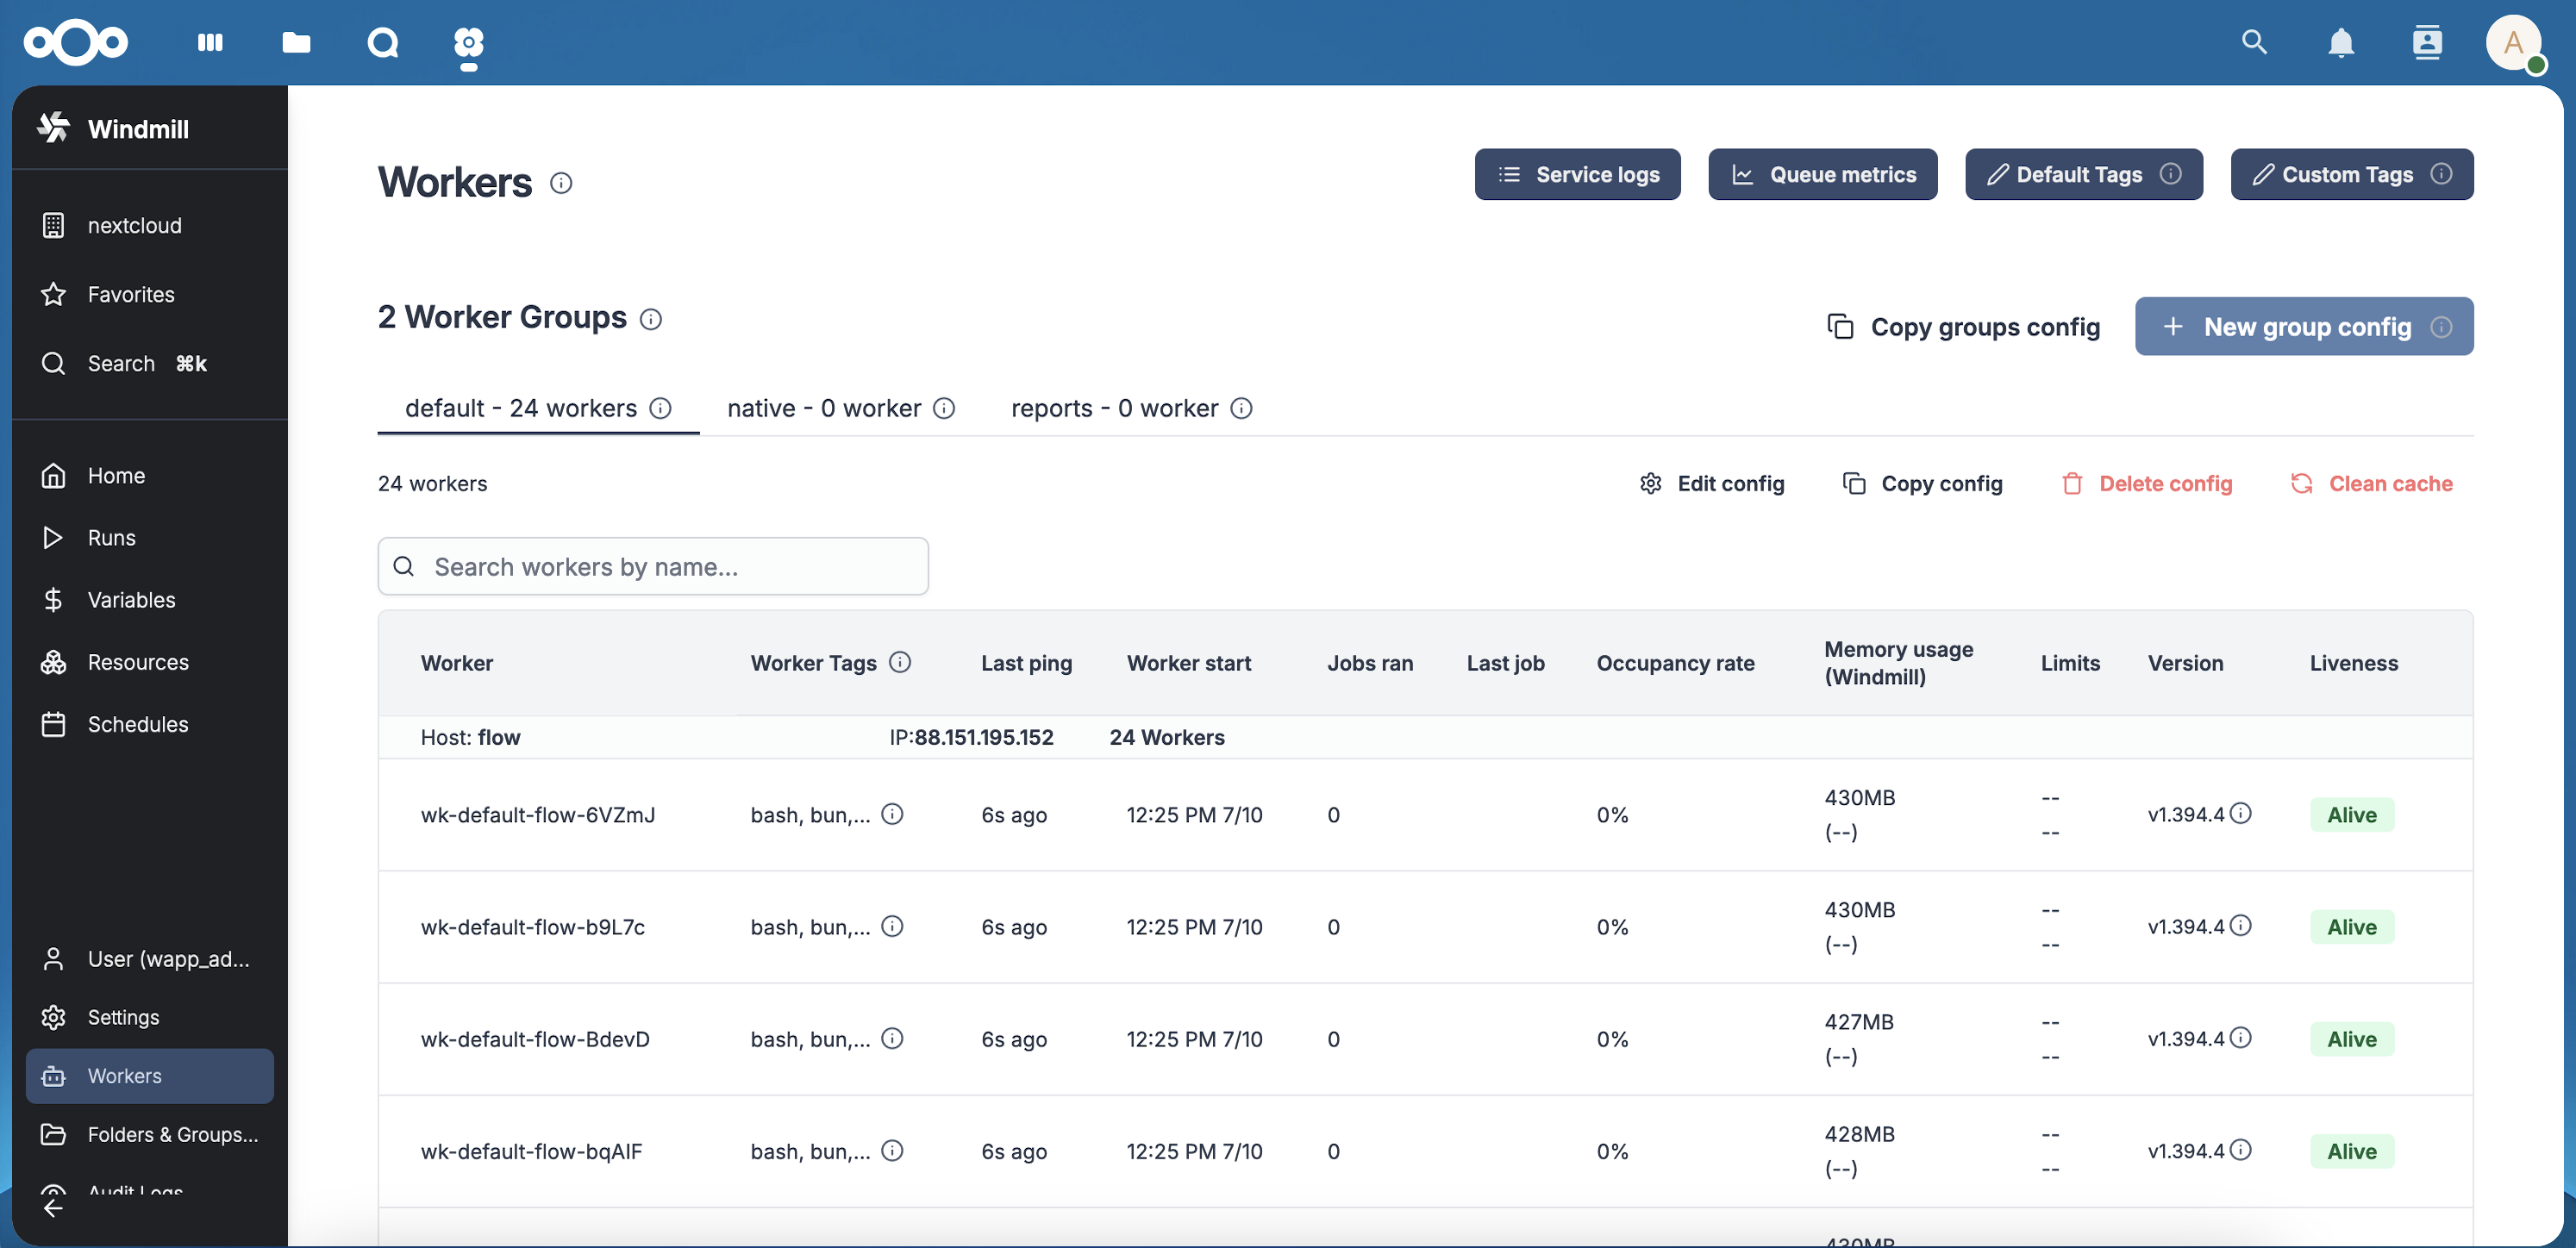 A
Windmill
nextcloud
Favorites
Search ⌘k
Home
Runs
Variables
Resources
Schedules
User (wapp_ad...
Settings
Workers
Folders & Groups...
Audit Logs
Workers
Service logs
Queue metrics
Default Tags
Custom Tags
2 Worker Groups
Copy groups config
+ New group config
default - 24 workers
native - 0 worker
reports - 0 worker
24 workers
Edit config
Copy config
Delete config
Clean cache
Search workers by name...
Worker Worker Tags Last ping Worker start Jobs ran Last job Occupancy rate Memory usage (Windmill) Limits Version Liveness
Host: flow IP:88.151.195.152 24 Workers
wk-default-flow-6VZmJ bash, bun,... 6s ago 12:25 PM 7/10 0 0% 430MB (--) -- -- v1.394.4 Alive
wk-default-flow-b9L7c bash, bun,... 6s ago 12:25 PM 7/10 0 0% 430MB (--) -- -- v1.394.4 Alive
wk-default-flow-BdevD bash, bun,... 6s ago 12:25 PM 7/10 0 0% 427MB (--) -- -- v1.394.4 Alive
wk-default-flow-bqAIF bash, bun,... 6s ago 12:25 PM 7/10 0 0% 428MB (--) -- -- v1.394.4 Alive
430MB